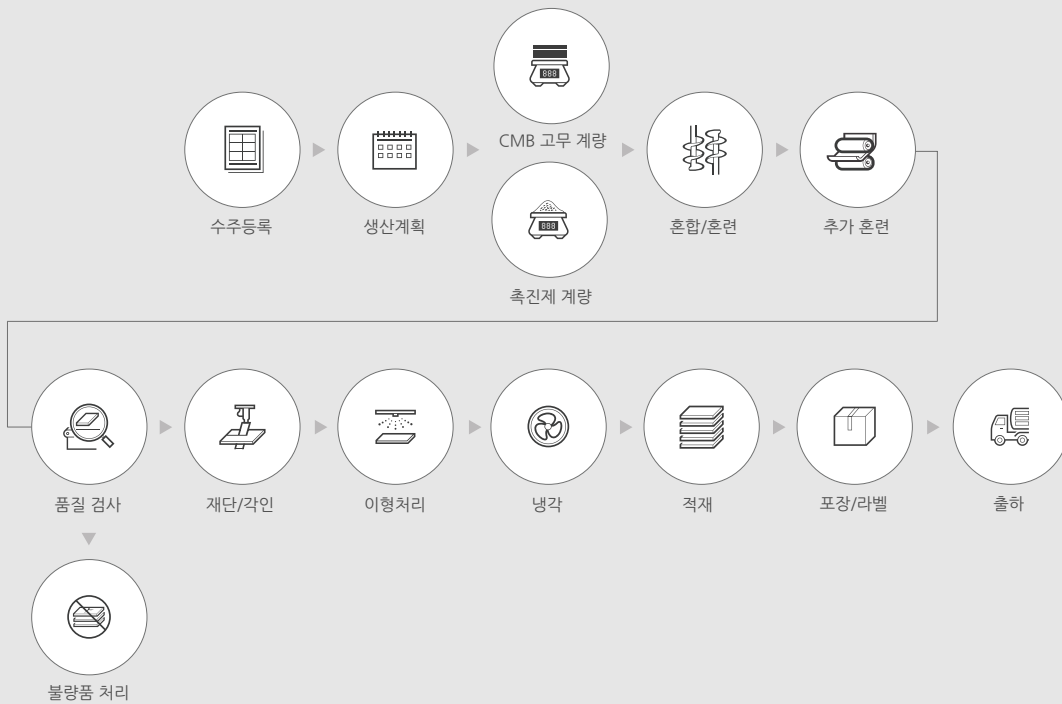 CMB 고무 계량
수주등록
생산계획
혼합/혼련
추가 혼련
촉진제 계량
품질 검사
재단/각인
이형처리
냉각
적재
포장/라벨
출하
불량품 처리